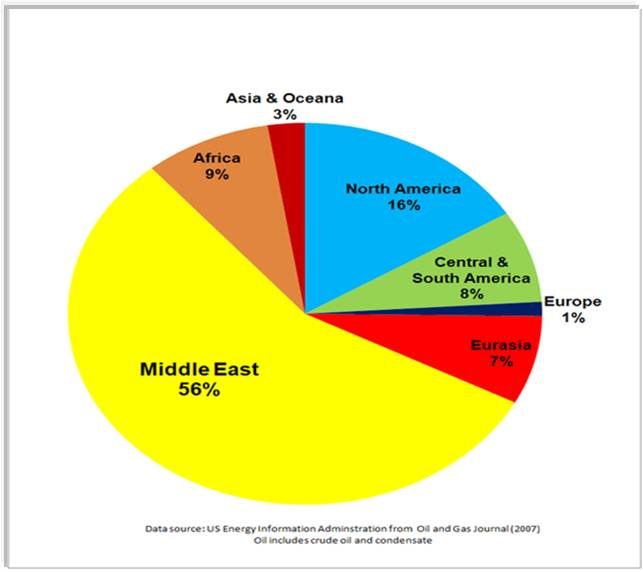 Asia & Oceana
3%
Africa
9%
North America
16%
Central &
South America
8%
Europe
1%
Eurasia
7%
Middle East
56%
Data source: US Energy Information Adminstration from Oil and Gas Journal (2007)
Oil includes crude oil and condensate